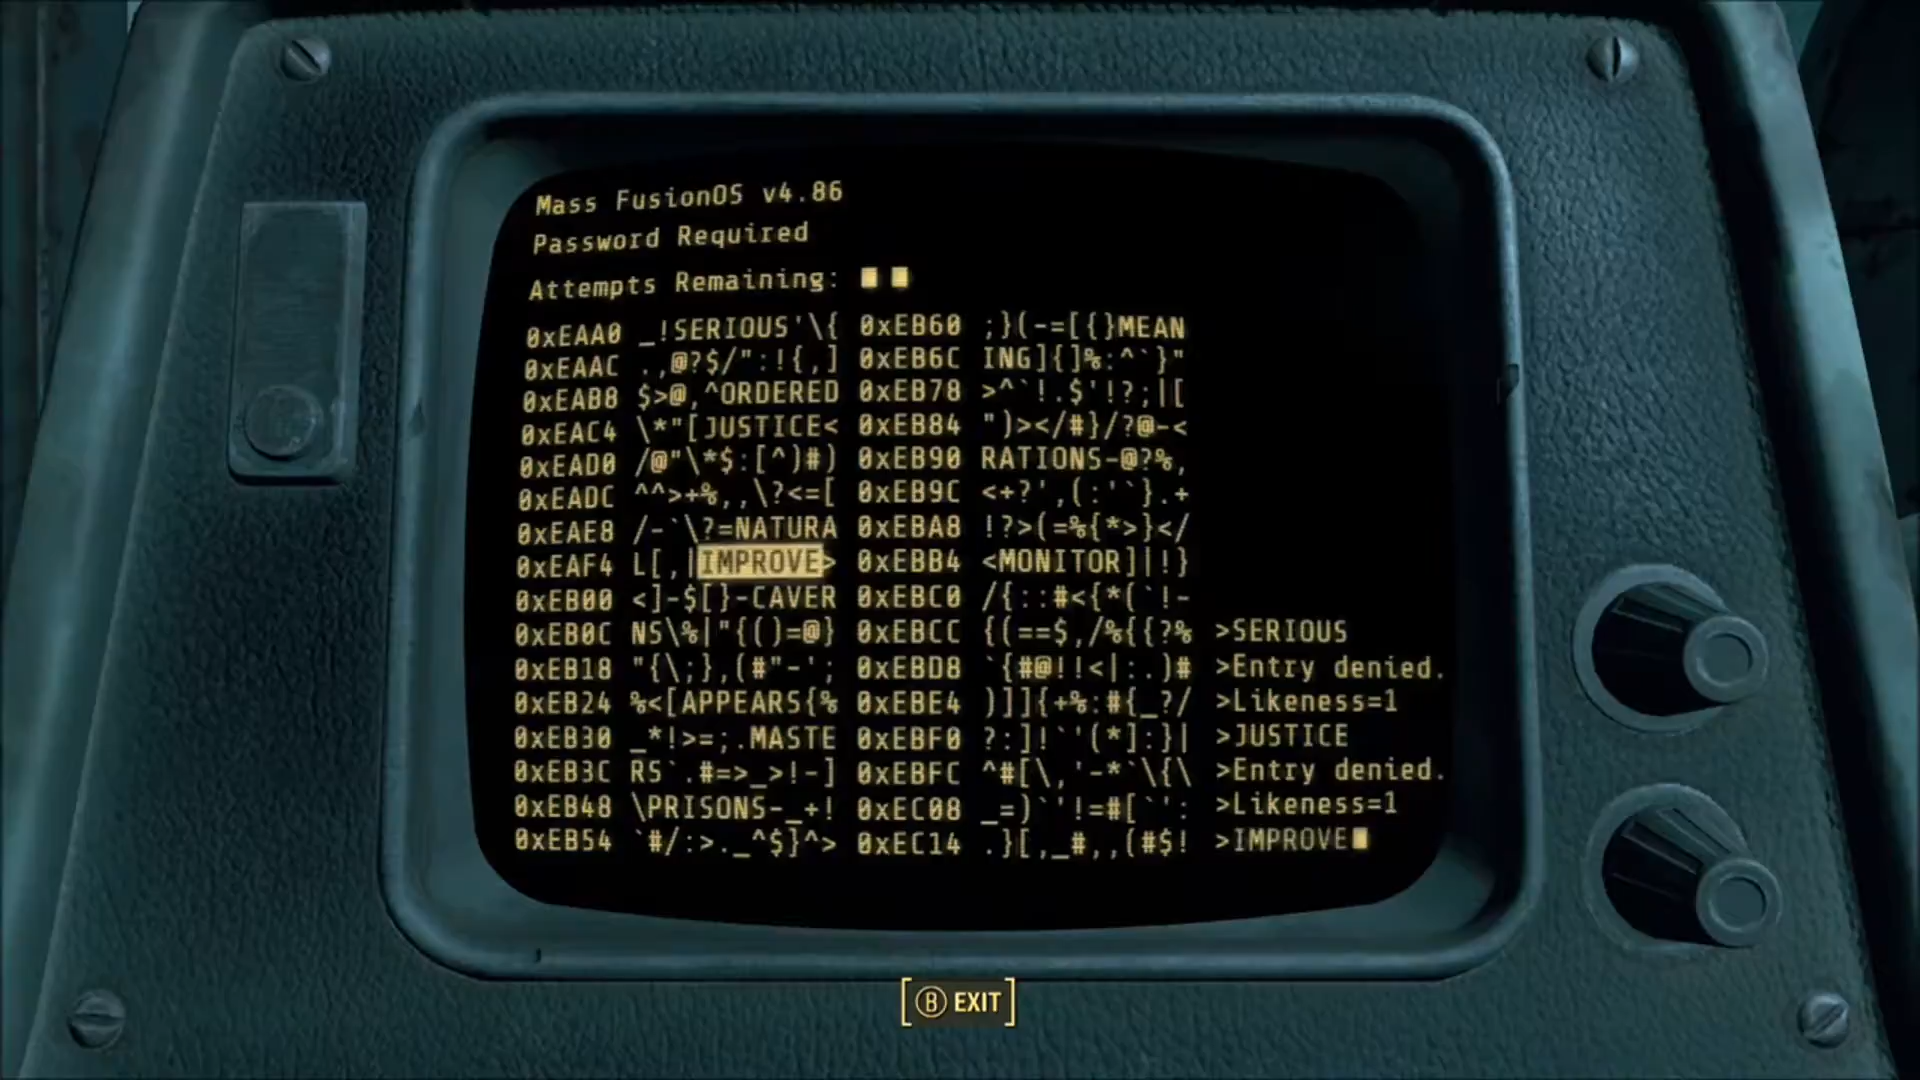 Mass FusionOS v4.86
Password Required
Attempts Remaining: ■ ■
0xEAA0 _!SERIOUS'\{ 0xEB60 ;}(-=[{}MEAN
0xEAAC .,@?$/":!{,] 0xEB6C ING]{]%:^`}"
0xEAB8 $>@,^ORDERED 0xEB78 >^`!.$'!?;|[
0xEAC4 \*"[JUSTICE< 0xEB84 ")></#}/?@-<
0xEAD0 /@"\*$:[^)#) 0xEB90 RATIONS-@?%,
0xEADC ^^>+%,,\?<=[ 0xEB9C <+?',(:'`}.+
0xEAE8 /-`\?=NATURA 0xEBA8 !?>(=%{*>}</
0xEAF4 L[,|IMPROVE> 0xEBB4 <MONITOR]|!}
0xEB00 <]-$[}-CAVER 0xEBC0 /{::#<{*(`!-
0xEB0C NS\%|"{()=@} 0xEBCC {(==$,/%{{?% >SERIOUS
0xEB18 "{\;},(#"-'; 0xEBD8 `{#@!!<|:.)# >Entry denied.
0xEB24 %<[APPEARS{% 0xEBE4 )]]{+%:#{_?/ >Likeness=1
0xEB30 _*!>=;.MASTE 0xEBF0 ?:]!`'(*]:}| >JUSTICE
0xEB3C RS`.#=>_>!-] 0xEBFC ^#[\,'-*`\{\ >Entry denied.
0xEB48 \PRISONS-_+! 0xEC08 _=)`'!=#[`': >Likeness=1
0xEB54 `#/:>._^$}^> 0xEC14 .}[,_#,,(#$! >IMPROVE■
[Ⓑ EXIT]